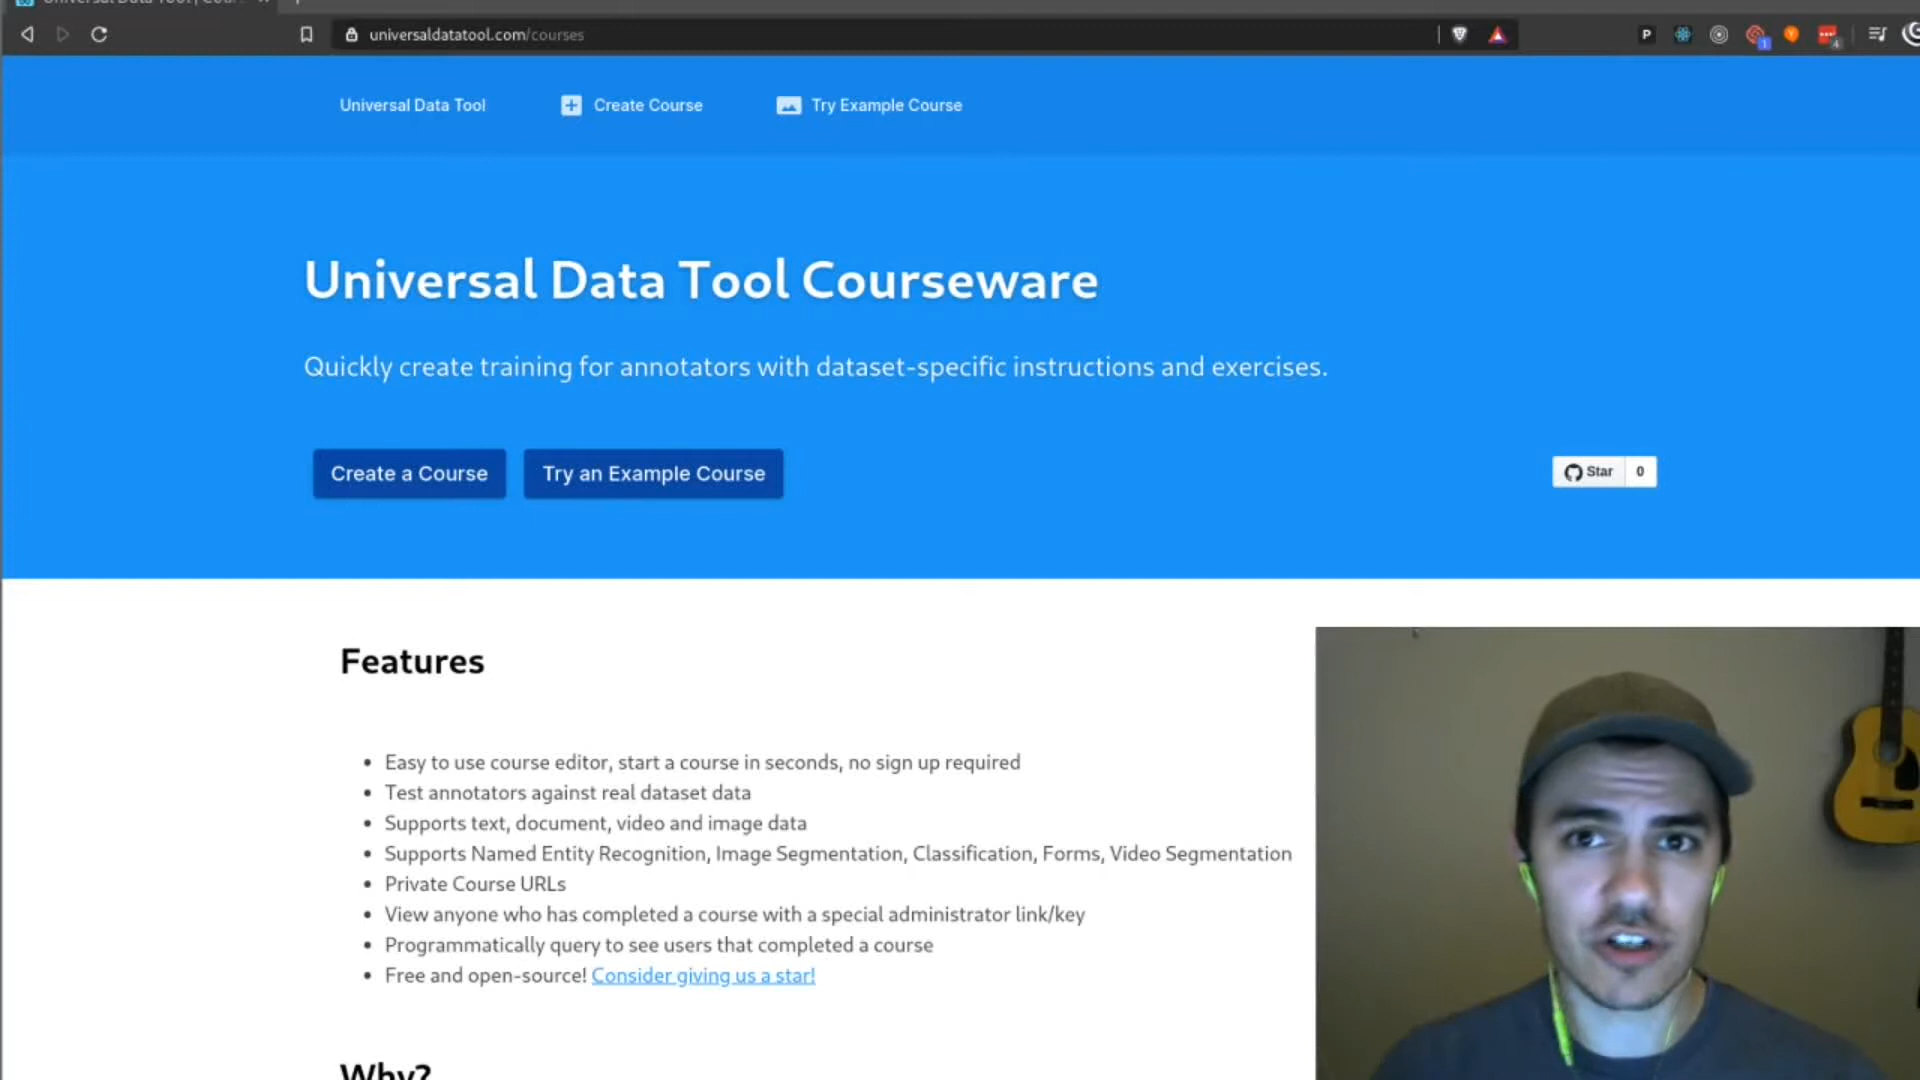 universaldatatool.com/courses
P
1
4
Universal Data Tool
Create Course
Try Example Course
Universal Data Tool Courseware
Quickly create training for annotators with dataset-specific instructions and exercises.
Create a Course
Try an Example Course
Star
0
Features
Easy to use course editor, start a course in seconds, no sign up required
Test annotators against real dataset data
Supports text, document, video and image data
Supports Named Entity Recognition, Image Segmentation, Classification, Forms, Video Segmentation
Private Course URLs
View anyone who has completed a course with a special administrator link/key
Programmatically query to see users that completed a course
Free and open-source! Consider giving us a star!
Why?